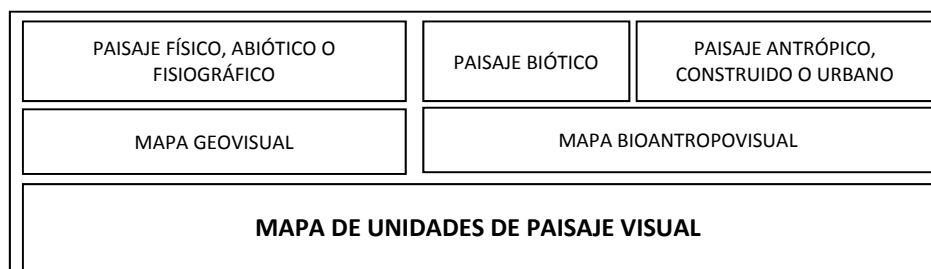 PAISAJE FÍSICO, ABIÓTICO O
FISIOGRÁFICO
PAISAJE BIÓTICO
PAISAJE ANTRÓPICO,
CONSTRUIDO O URBANO
MAPA GEOVISUAL
MAPA BIOANTROPOVISUAL
MAPA DE UNIDADES DE PAISAJE VISUAL